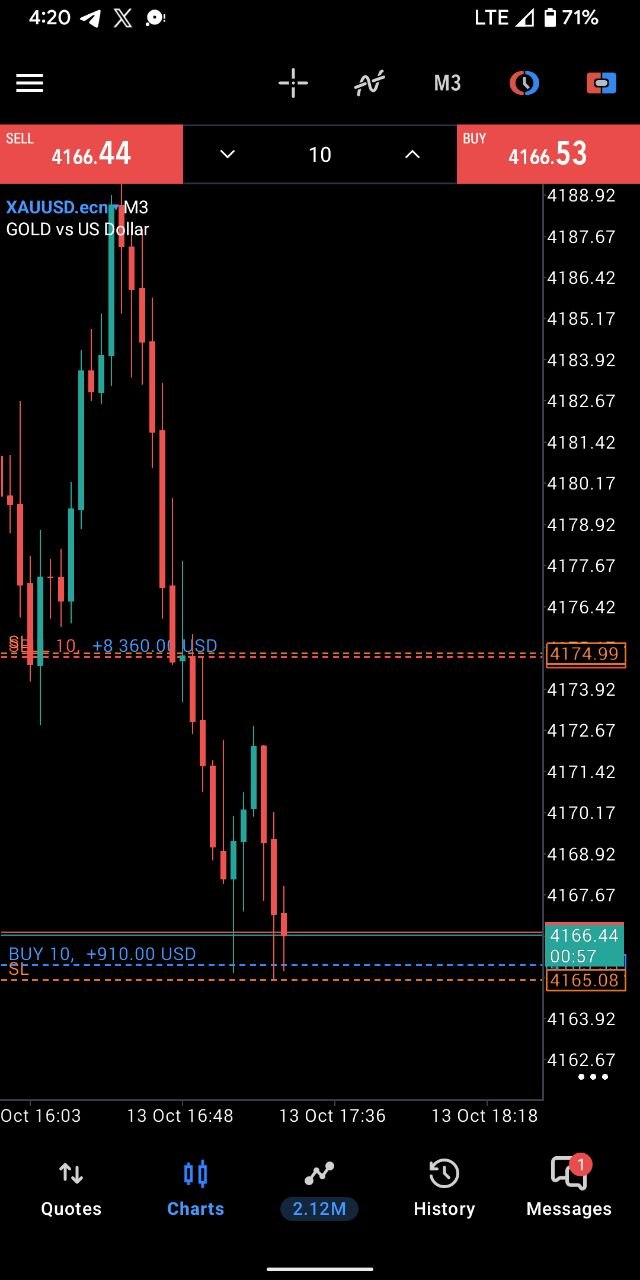 4:20
LTE 71%
M3
SELL
4166.44
10
BUY
4166.53
XAUUSD.ecn M3
GOLD vs US Dollar
4188.92
4187.67
4186.42
4185.17
4183.92
4182.67
4181.42
4180.17
4178.92
4177.67
4176.42
10, +8 360.00 USD
4174.99
4173.92
4172.67
4171.42
4170.17
4168.92
4167.67
4166.44
00:57
BUY 10, +910.00 USD
SL
4165.08
4163.92
4162.67
Oct 16:03
13 Oct 16:48
13 Oct 17:36
13 Oct 18:18
1
Quotes
Charts
2.12M
History
Messages